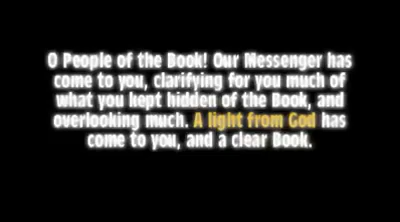 O People of the Book! Our Messenger has
come to you, clarifying for you much of
what you kept hidden of the Book, and
overlooking much. A light from God has
come to you, and a clear Book.